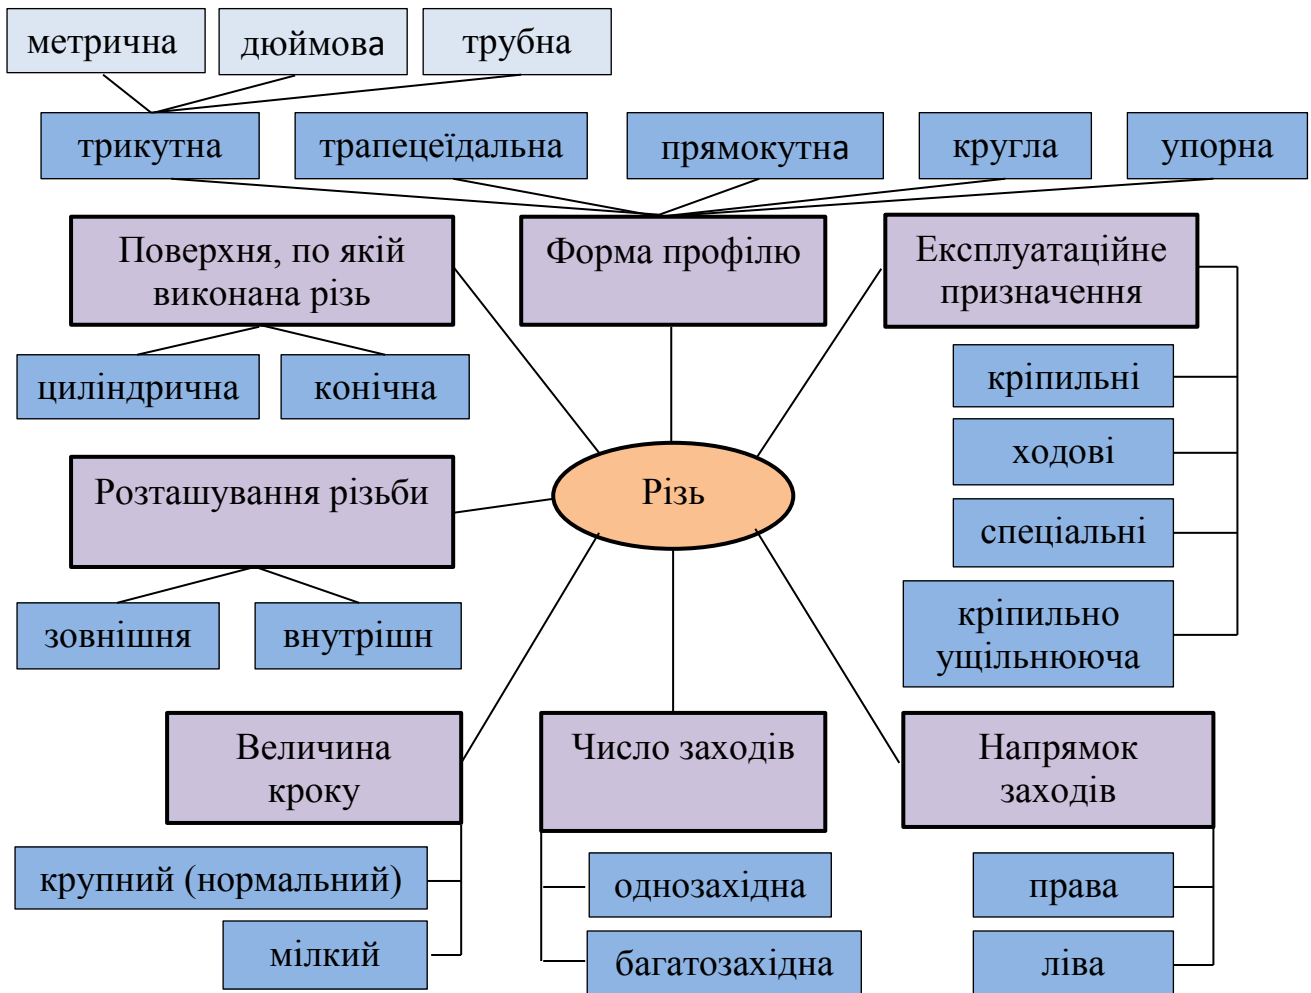 метрична
дюймова
трубна
трикутна
трапецеїдальна
прямокутна
кругла
упорна
Поверхня, по якій
виконана різь
Форма профілю
Експлуатаційне
призначення
циліндрична
конічна
кріпильні
ходові
Розташування різьби
Різь
спеціальні
зовнішня
внутрішн
кріпильно
ущільнююча
Величина
кроку
Число заходів
Напрямок
заходів
крупний (нормальний)
однозахідна
права
мілкий
багатозахідна
ліва